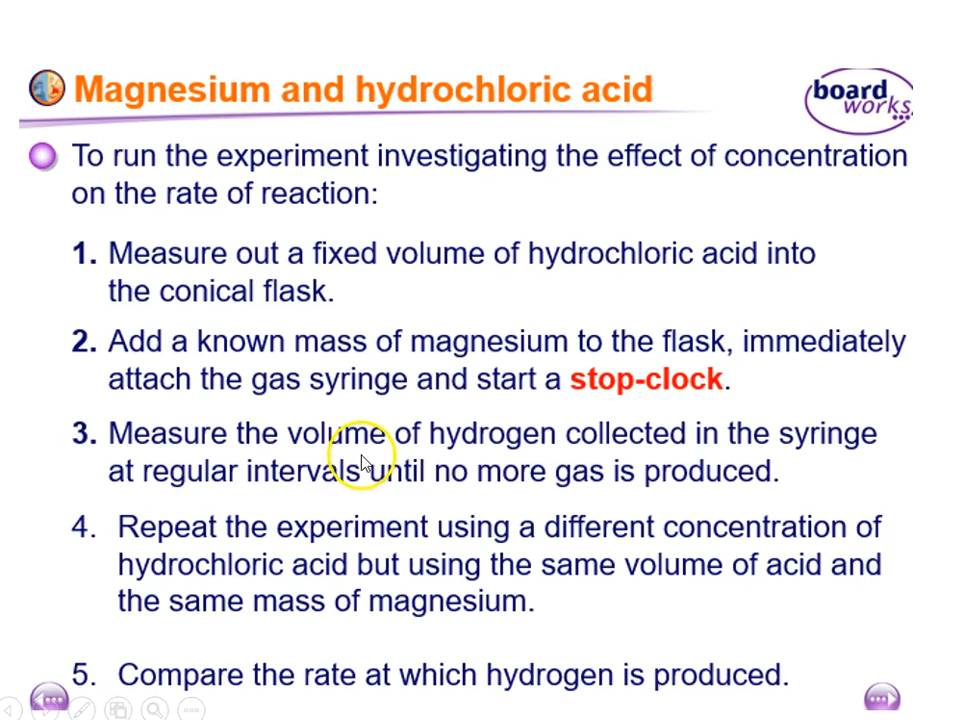 Magnesium and hydrochloric acid
board
works
To run the experiment investigating the effect of concentration
on the rate of reaction:
1. Measure out a fixed volume of hydrochloric acid into
the conical flask.
2. Add a known mass of magnesium to the flask, immediately
attach the gas syringe and start a stop-clock.
3. Measure the volume of hydrogen collected in the syringe
at regular intervals until no more gas is produced.
4. Repeat the experiment using a different concentration of
hydrochloric acid but using the same volume of acid and
the same mass of magnesium.
5. Compare the rate at which hydrogen is produced.